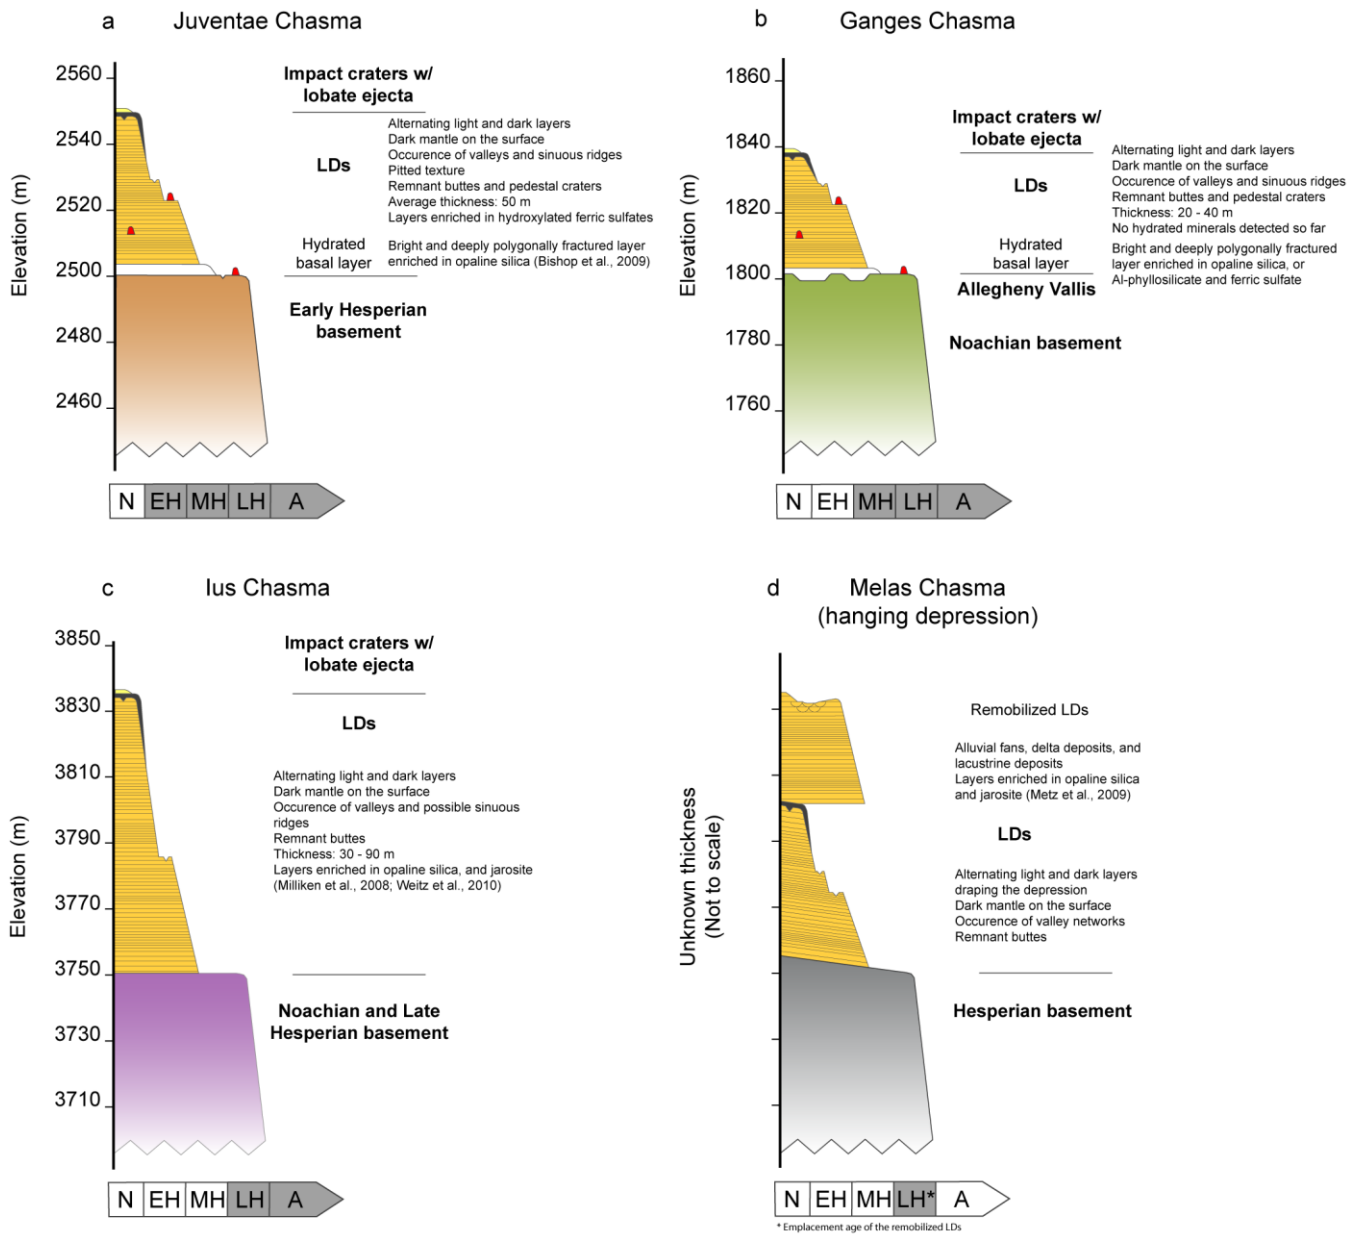 a
Juventae Chasma
Elevation (m)
2560
2540
2520
2500
2480
2460
Impact craters w/
lobate ejecta
LDs
Alternating light and dark layers
Dark mantle on the surface
Occurence of valleys and sinuous ridges
Pitted texture
Remnant buttes and pedestal craters
Average thickness: 50 m
Layers enriched in hydroxylated ferric sulfates
Hydrated
basal layer
Bright and deeply polygonally fractured layer
enriched in opaline silica (Bishop et al., 2009)
Early Hesperian
basement
N EH MH LH A
b
Ganges Chasma
Elevation (m)
1860
1840
1820
1800
1780
1760
Impact craters w/
lobate ejecta
LDs
Alternating light and dark layers
Dark mantle on the surface
Occurence of valleys and sinuous ridges
Remnant buttes and pedestal craters
Thickness: 20 - 40 m
No hydrated minerals detected so far
Hydrated
basal layer
Bright and deeply polygonally fractured
layer enriched in opaline silica, or
Al-phyllosilicate and ferric sulfate
Allegheny Vallis
Noachian basement
N EH MH LH A
c
Ius Chasma
Elevation (m)
3850
3830
3810
3790
3770
3750
3730
3710
Impact craters w/
lobate ejecta
LDs
Alternating light and dark layers
Dark mantle on the surface
Occurence of valleys and possible sinuous
ridges
Remnant buttes
Thickness: 30 - 90 m
Layers enriched in opaline silica, and jarosite
(Milliken et al., 2008; Weitz et al., 2010)
Noachian and Late
Hesperian basement
N EH MH LH A
d
Melas Chasma
(hanging depression)
Unknown thickness
(Not to scale)
Remobilized LDs
Alluvial fans, delta deposits, and
lacustrine deposits
Layers enriched in opaline silica
and jarosite (Metz et al., 2009)
LDs
Alternating light and dark layers
draping the depression
Dark mantle on the surface
Occurence of valley networks
Remnant buttes
Hesperian basement
N EH MH LH* A
* Emplacement age of the remobilized LDs